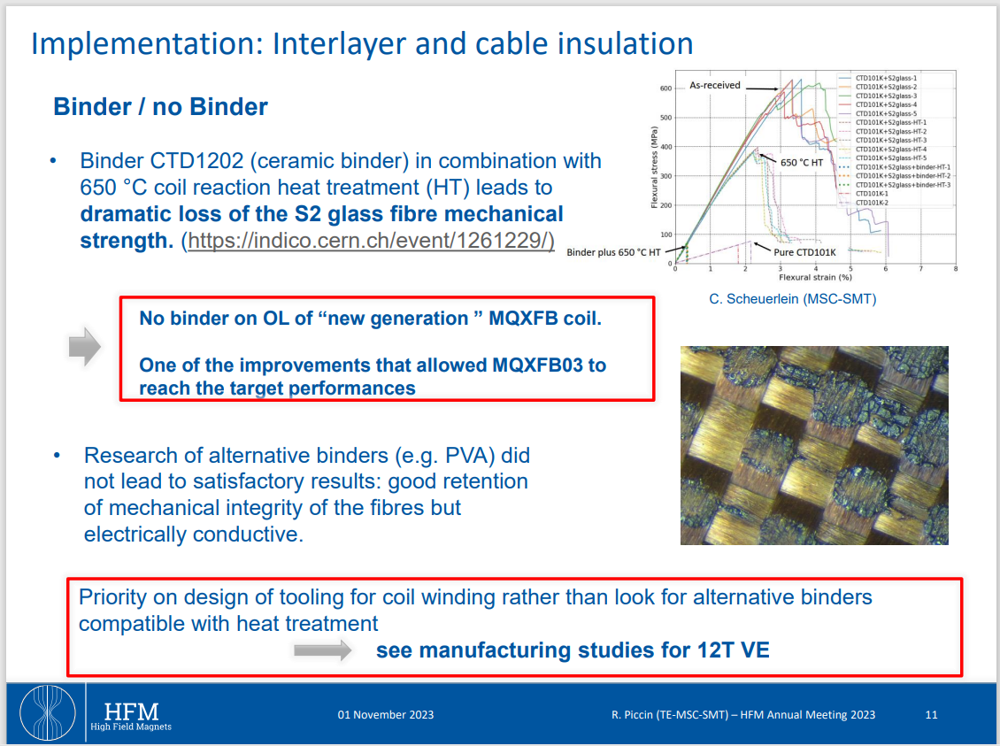 Implementation: Interlayer and cable insulation
Binder / no Binder
• Binder CTD1202 (ceramic binder) in combination with
650 °C coil reaction heat treatment (HT) leads to
dramatic loss of the S2 glass fibre mechanical
strength. (https://indico.cern.ch/event/1261229/)
No binder on OL of “new generation ” MQXFB coil.
One of the improvements that allowed MQXFB03 to
reach the target performances
• Research of alternative binders (e.g. PVA) did
not lead to satisfactory results: good retention
of mechanical integrity of the fibres but
electrically conductive.
Flexural stress (MPa)
600
500
400
300
200
100
0
As-received
650 °C HT
Binder plus 650 °C HT
Pure CTD101K
CTD101K+S2glass-1
CTD101K+S2glass-2
CTD101K+S2glass-3
CTD101K+S2glass-4
CTD101K+S2glass-5
CTD101K+S2glass-HT-1
CTD101K+S2glass-HT-2
CTD101K+S2glass-HT-3
CTD101K+S2glass-HT-4
CTD101K+S2glass-HT-5
CTD101K+S2glass+binder-HT-1
CTD101K+S2glass+binder-HT-2
CTD101K+S2glass+binder-HT-3
CTD101K-1
CTD101K-2
0 1 2 3 4 5 6 7 8
Flexural strain (%)
C. Scheuerlein (MSC-SMT)
Priority on design of tooling for coil winding rather than look for alternative binders
compatible with heat treatment
see manufacturing studies for 12T VE
HFM
High Field Magnets
01 November 2023
R. Piccin (TE-MSC-SMT) – HFM Annual Meeting 2023
11